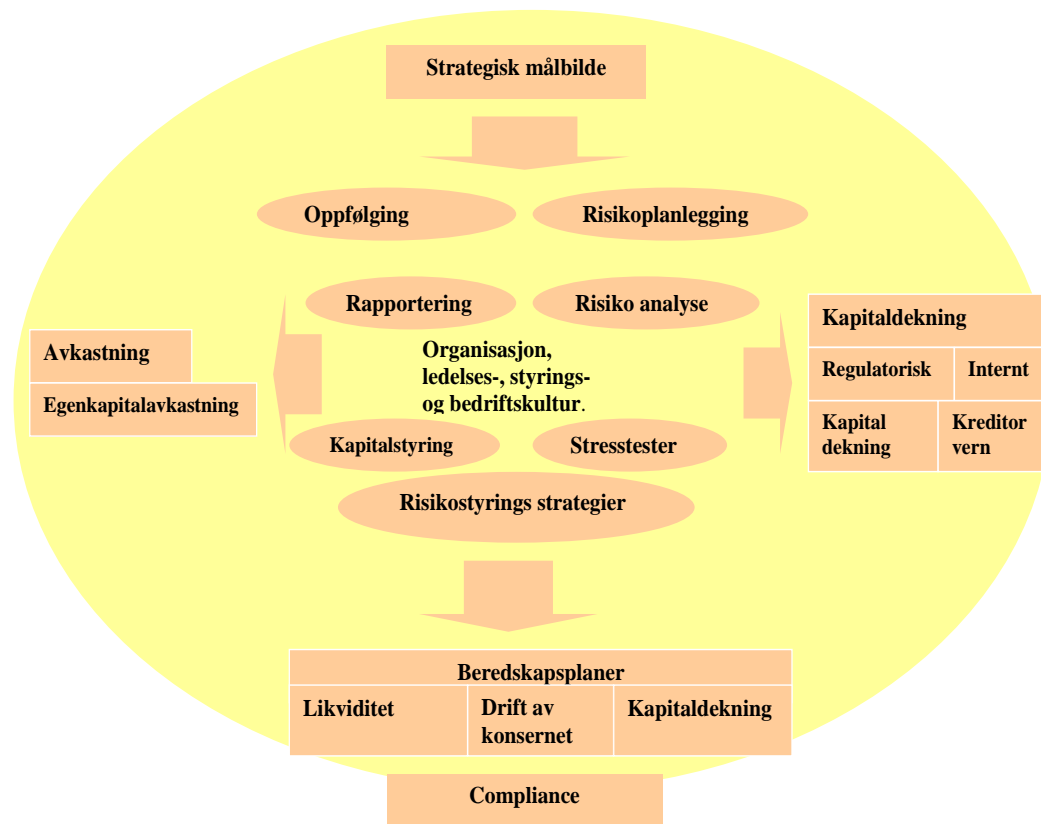 Strategisk målbilde
Oppfølging
Risikoplanlegging
Rapportering
Risiko analyse
Avkastning
Egenkapitalavkastning
Organisasjon,
ledelses-, styrings-
og bedriftskultur.
Kapitaldekning
Regulatorisk
Internt
Kapital
dekning
Kreditor
vern
Kapitalstyring
Stresstester
Risikostyrings strategier
Beredskapsplaner
Likviditet
Drift av
konsernet
Kapitaldekning
Compliance